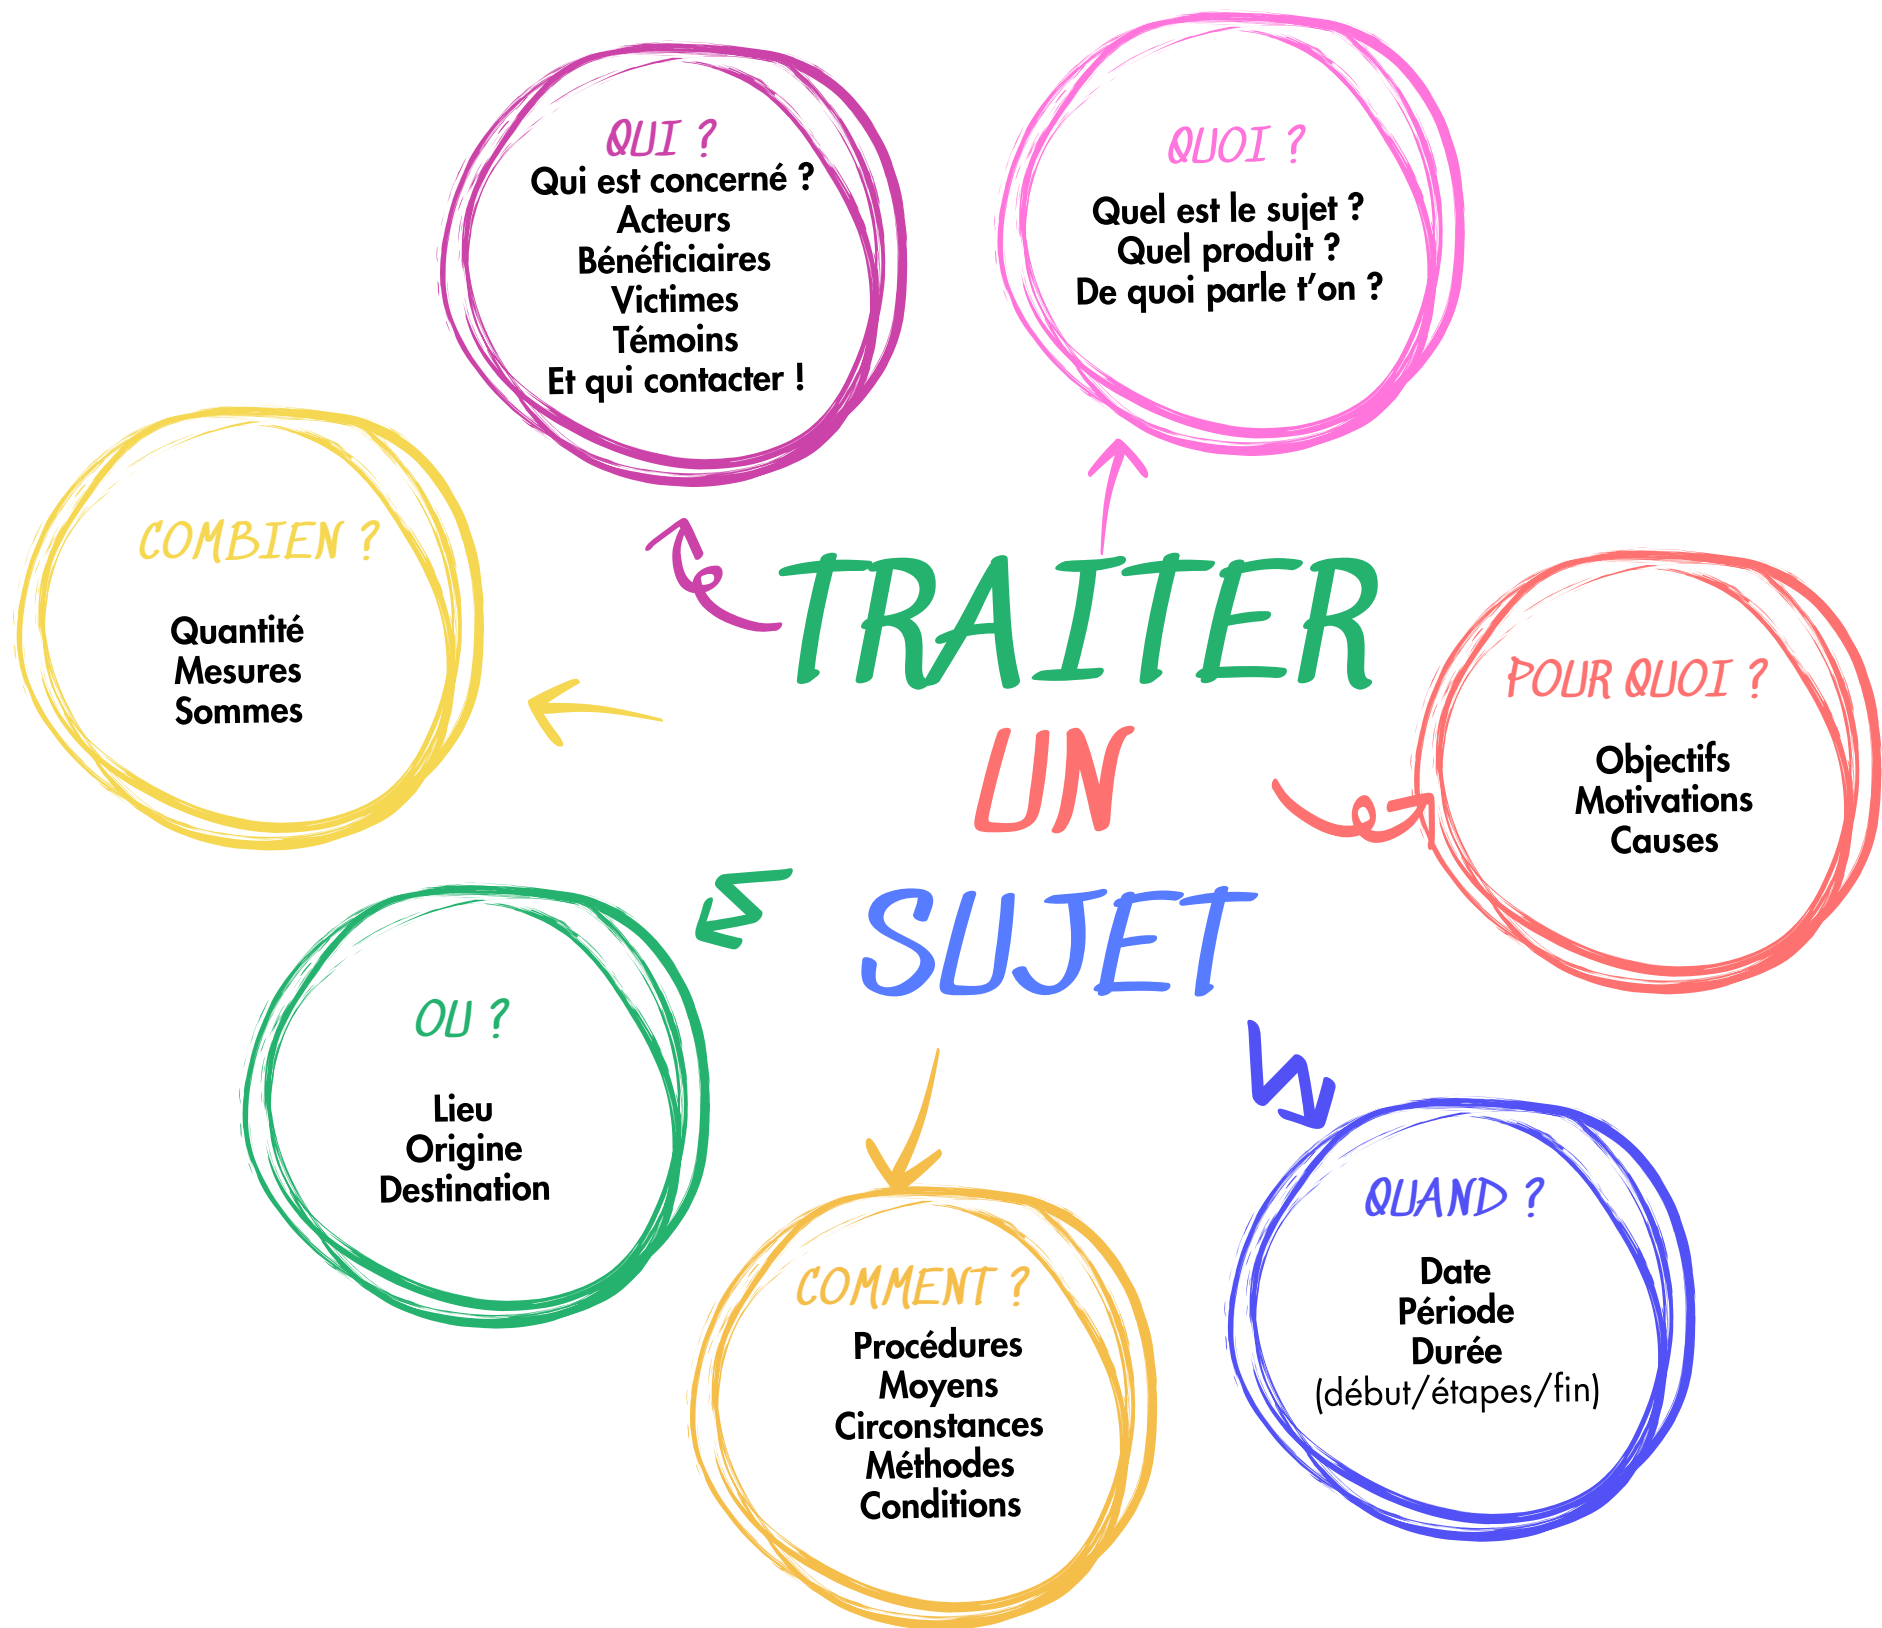 QUI ?
Qui est concerné ?
Acteurs
Bénéficiaires
Victimes
Témoins
Et qui contacter !
QUOI ?
Quel est le sujet ?
Quel produit ?
De quoi parle t’on ?
COMBIEN ?
Quantité
Mesures
Sommes
TRAITER
UN
SUJET
POUR QUOI ?
Objectifs
Motivations
Causes
OU ?
Lieu
Origine
Destination
COMMENT ?
Procédures
Moyens
Circonstances
Méthodes
Conditions
QUAND ?
Date
Période
Durée
(début/étapes/fin)